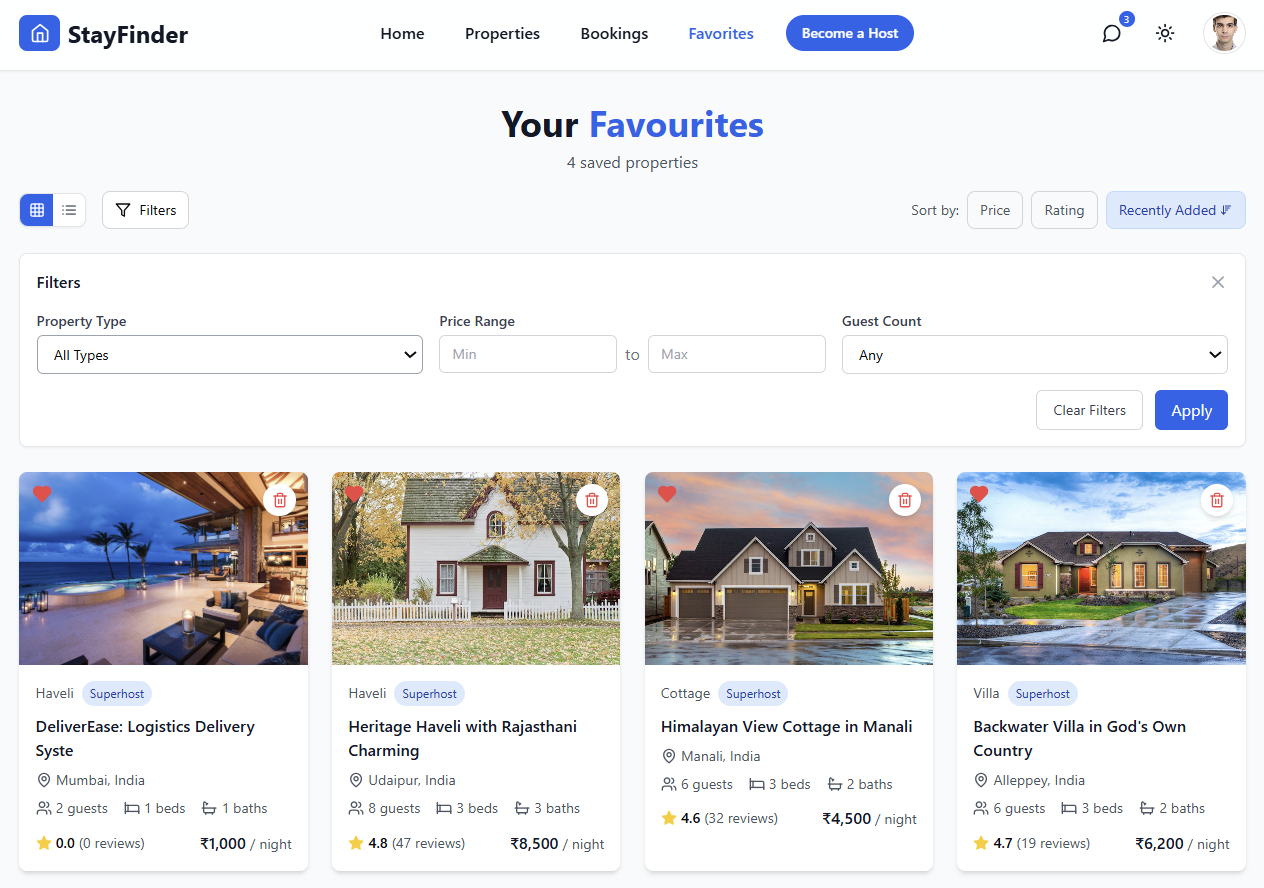 StayFinder
Home Properties Bookings Favorites Become a Host
3
Your Favourites
4 saved properties
Filters
Sort by: Price Rating Recently Added
Filters
Property Type
All Types
Price Range
Min to Max
Guest Count
Any
Clear Filters Apply
Haveli Superhost
DeliverEase: Logistics Delivery
Syste
Mumbai, India
2 guests 1 beds 1 baths
0.0 (0 reviews) ₹1,000 / night
Haveli Superhost
Heritage Haveli with Rajasthani
Charming
Udaipur, India
8 guests 3 beds 3 baths
4.8 (47 reviews) ₹8,500 / night
Cottage Superhost
Himalayan View Cottage in Manali
Manali, India
6 guests 3 beds 2 baths
4.6 (32 reviews) ₹4,500 / night
Villa Superhost
Backwater Villa in God's Own
Country
Alleppey, India
6 guests 3 beds 2 baths
4.7 (19 reviews) ₹6,200 / night